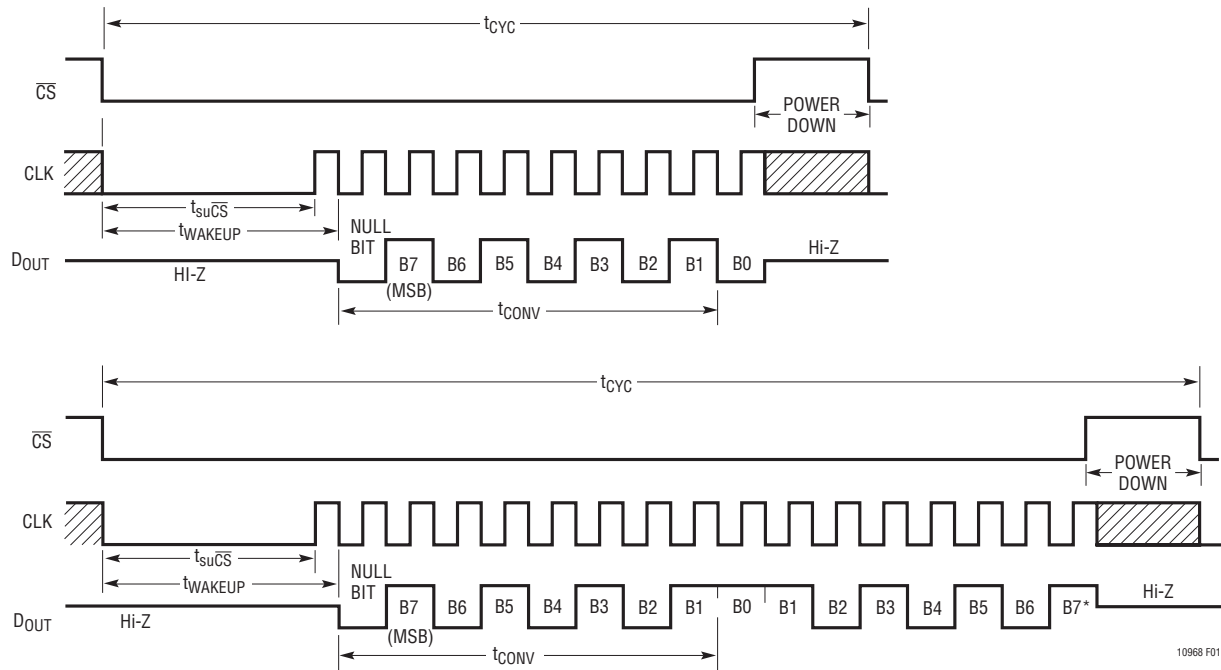 tCYC
CS
POWER
DOWN
CLK
tsuCS
tWAKEUP
NULL
BIT
DOUT
HI-Z
B7 B6 B5 B4 B3 B2 B1 B0
Hi-Z
(MSB)
tCONV
tCYC
CS
POWER
DOWN
CLK
tsuCS
tWAKEUP
NULL
BIT
DOUT
Hi-Z
B7 B6 B5 B4 B3 B2 B1 B0 B1 B2 B3 B4 B5 B6 B7*
Hi-Z
(MSB)
tCONV
10968 F01